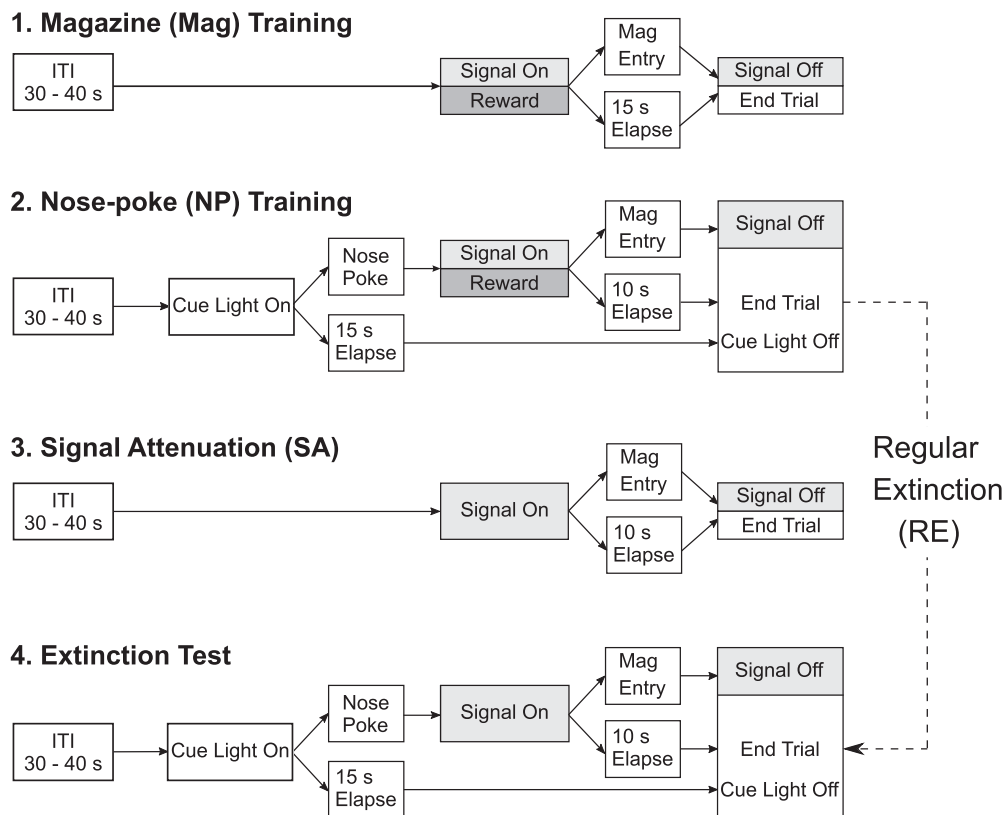 1. Magazine (Mag) Training
ITI
30 - 40 s
Signal On
Reward
Mag
Entry
15 s
Elapse
Signal Off
End Trial
2. Nose-poke (NP) Training
ITI
30 - 40 s
Cue Light On
Nose
Poke
15 s
Elapse
Signal On
Reward
Mag
Entry
10 s
Elapse
Signal Off
End Trial
Cue Light Off
Regular
Extinction
(RE)
3. Signal Attenuation (SA)
ITI
30 - 40 s
Signal On
Mag
Entry
10 s
Elapse
Signal Off
End Trial
4. Extinction Test
ITI
30 - 40 s
Cue Light On
Nose
Poke
15 s
Elapse
Signal On
Mag
Entry
10 s
Elapse
Signal Off
End Trial
Cue Light Off